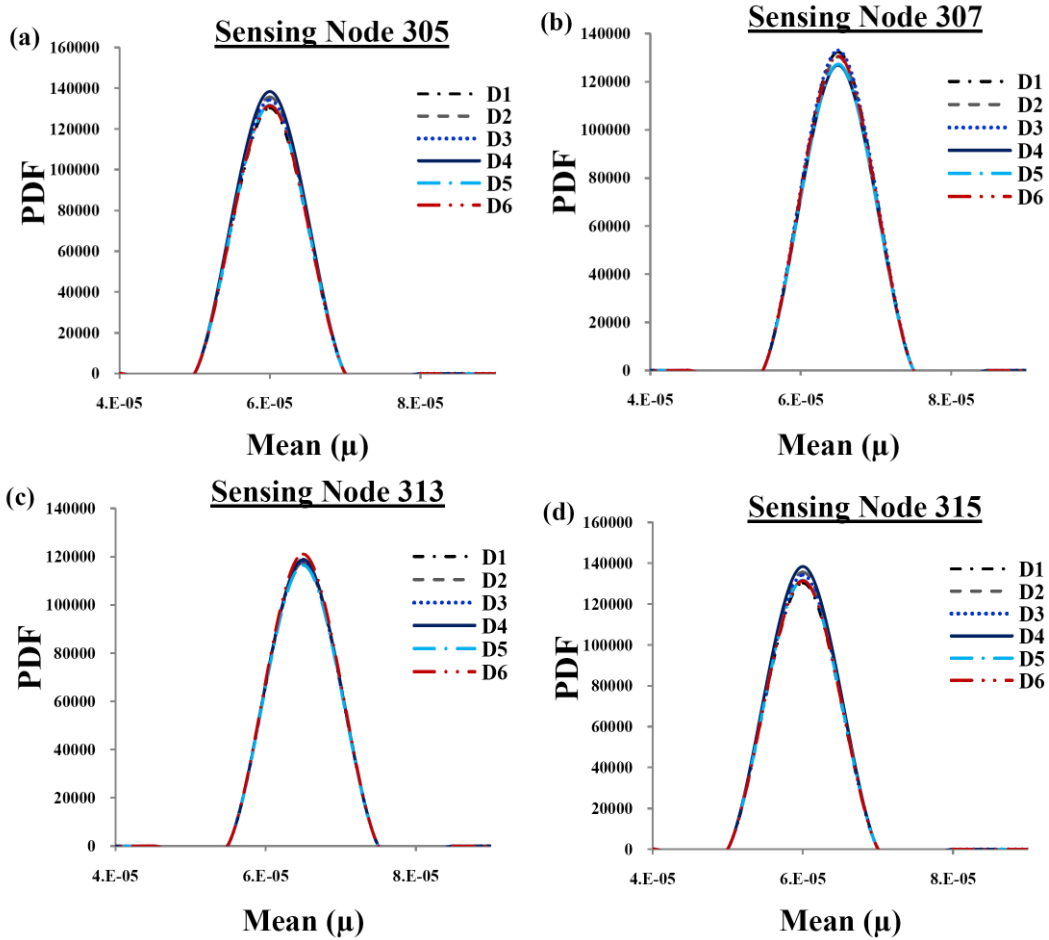 (a)
Sensing Node 305
PDF
160000
140000
120000
100000
80000
60000
40000
20000
0
4.E-05
6.E-05
8.E-05
Mean (μ)
D1
D2
D3
D4
D5
D6
(b)
Sensing Node 307
PDF
140000
120000
100000
80000
60000
40000
20000
0
4.E-05
6.E-05
8.E-05
Mean (μ)
D1
D2
D3
D4
D5
D6
(c)
Sensing Node 313
PDF
140000
120000
100000
80000
60000
40000
20000
0
4.E-05
6.E-05
8.E-05
Mean (μ)
D1
D2
D3
D4
D5
D6
(d)
Sensing Node 315
PDF
160000
140000
120000
100000
80000
60000
40000
20000
0
4.E-05
6.E-05
8.E-05
Mean (μ)
D1
D2
D3
D4
D5
D6